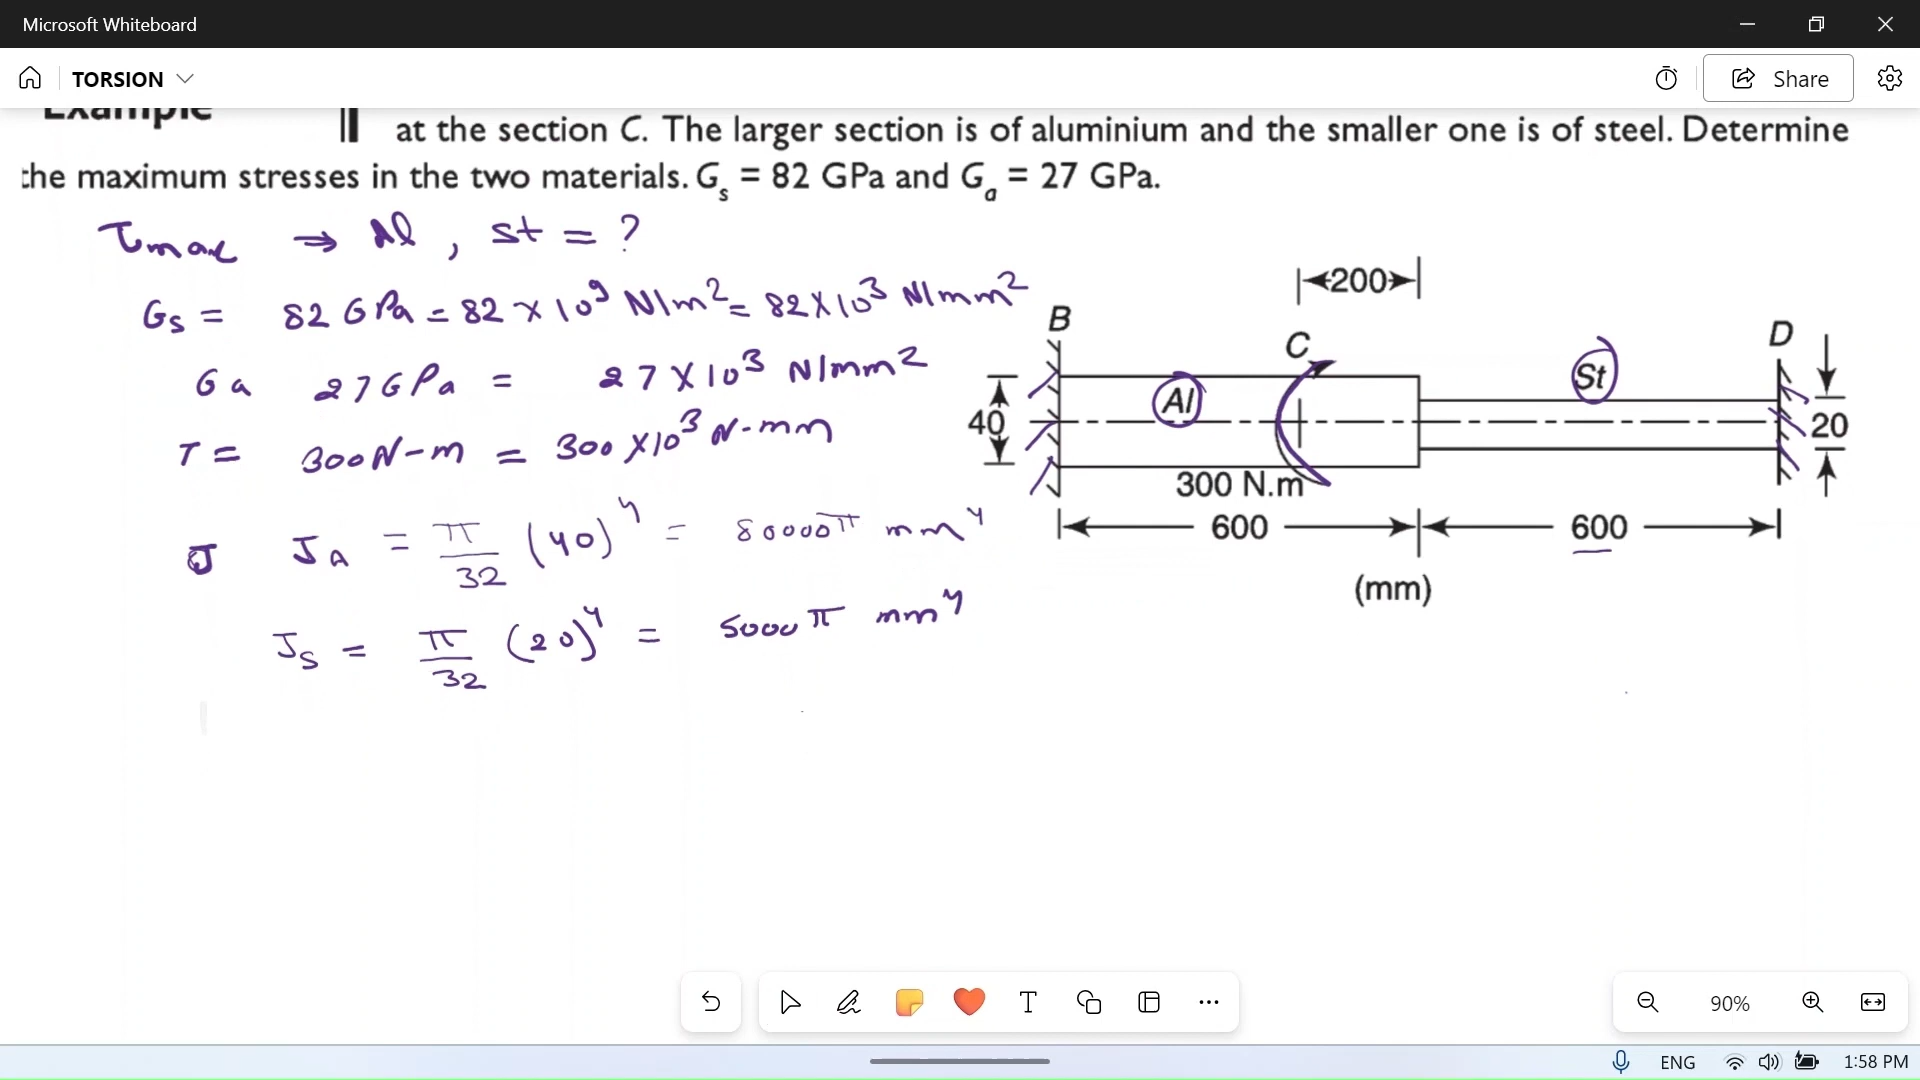 Microsoft Whiteboard
TORSION
Share
Example
at the section C. The larger section is of aluminium and the smaller one is of steel. Determine
the maximum stresses in the two materials. Gs = 82 GPa and Ga = 27 GPa.
τmax ⇒ Al , st = ?
Gs = 82 GPa = 82 × 10⁹ N/m² = 82×10³ N/mm²
Ga 27GPa = 27×10³ N/mm²
T = 300N-m = 300×10³ N-mm
J JA = π/32 (40)⁴ = 80000π mm⁴
Js = π/32 (20)⁴ = 5000π mm⁴
200
B
C
D
Al
St
40
20
300 N.m
600
600
(mm)
90%
ENG
1:58 PM